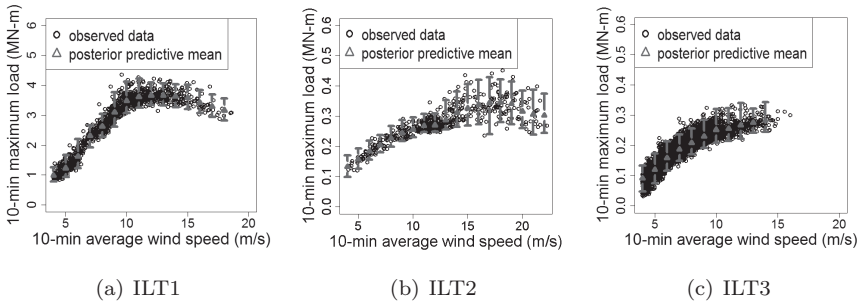 10-min maximum load (MN-m)
0 1 2 3 4 5 6
observed data
posterior predictive mean
5 10 15 20
10-min average wind speed (m/s)
(a) ILT1
10-min maximum load (MN-m)
0.0 0.1 0.2 0.3 0.4 0.5 0.6
observed data
posterior predictive mean
5 10 15 20
10-min average wind speed (m/s)
(b) ILT2
10-min maximum load (MN-m)
0.0 0.1 0.2 0.3 0.4 0.5 0.6
observed data
posterior predictive mean
5 10 15 20
10-min average wind speed (m/s)
(c) ILT3